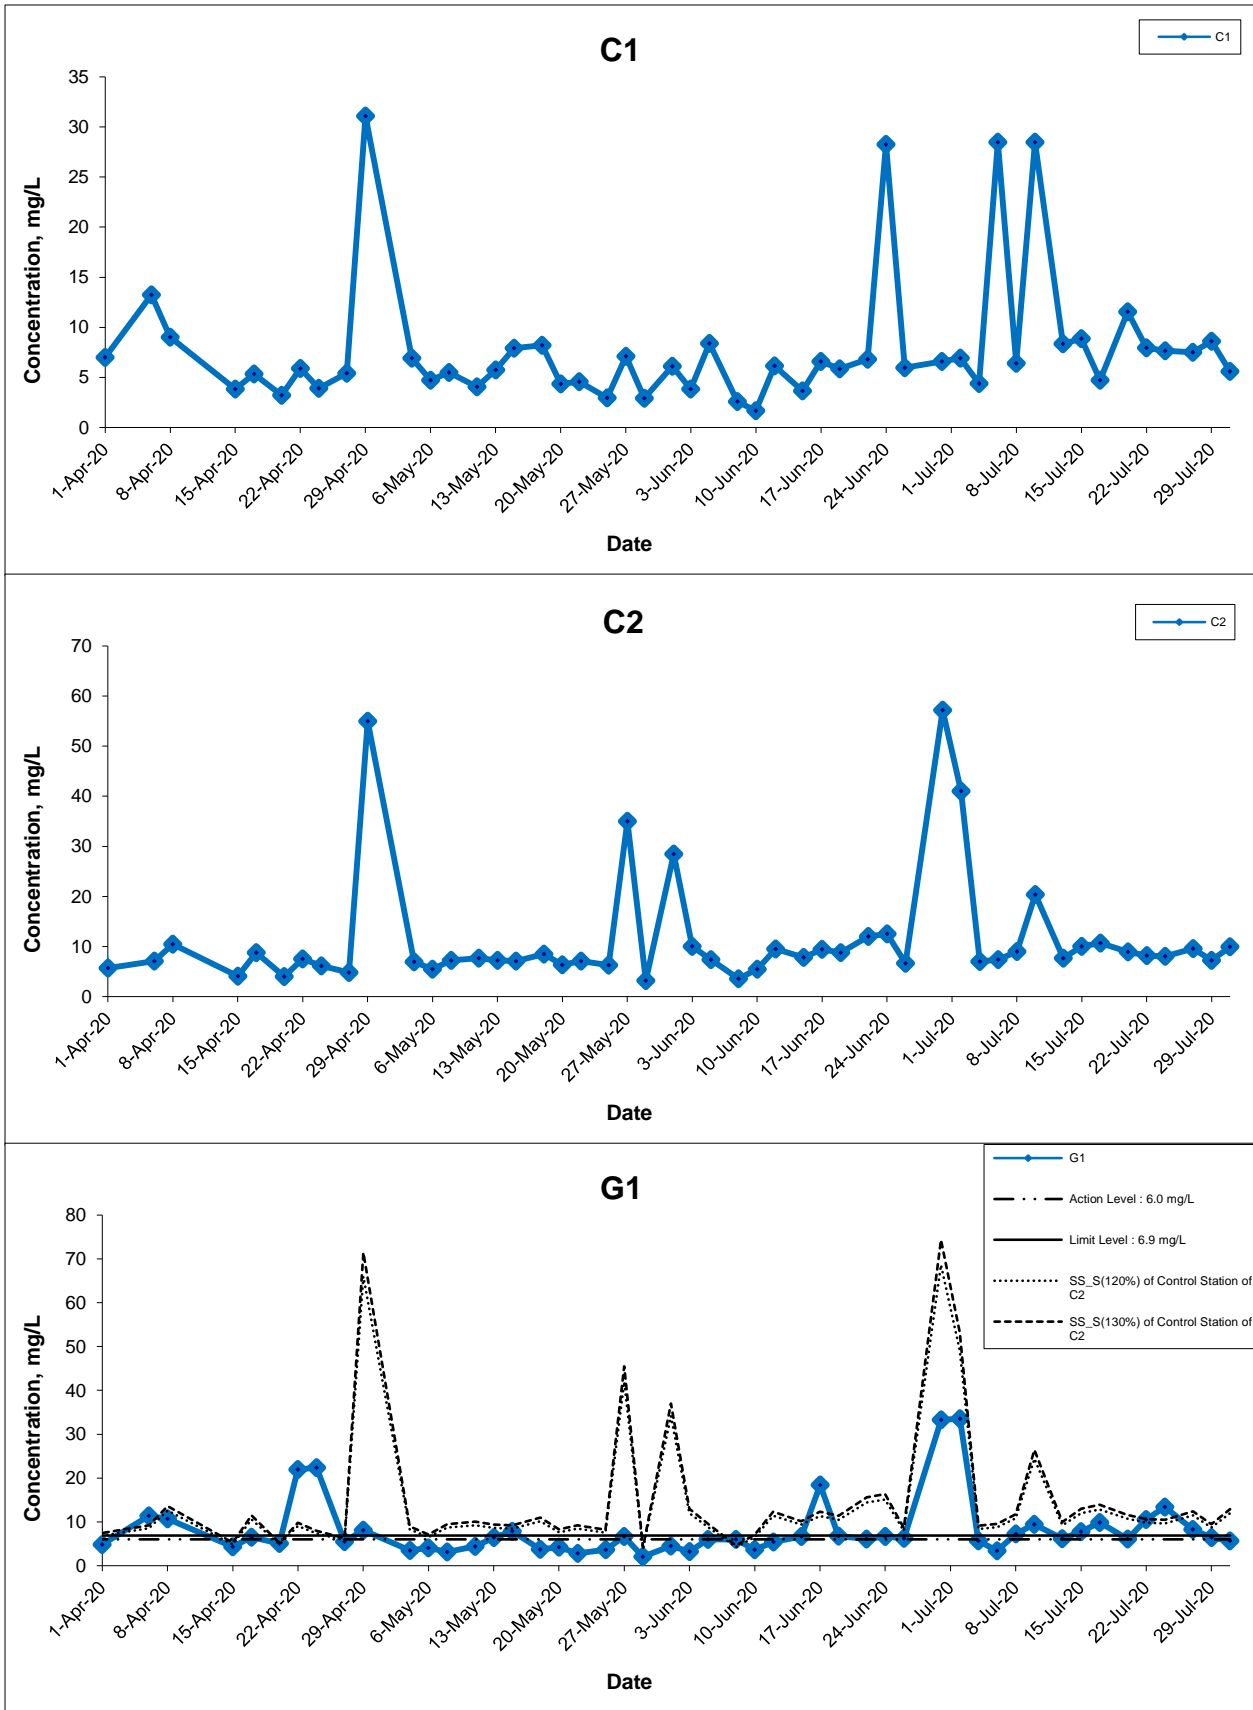 C1
C1
35
30
25
20
15
10
5
0
Concentration, mg/L
1-Apr-20
8-Apr-20
15-Apr-20
22-Apr-20
29-Apr-20
6-May-20
13-May-20
20-May-20
27-May-20
3-Jun-20
10-Jun-20
17-Jun-20
24-Jun-20
1-Jul-20
8-Jul-20
15-Jul-20
22-Jul-20
29-Jul-20
Date
C2
C2
70
60
50
40
30
20
10
0
Concentration, mg/L
1-Apr-20
8-Apr-20
15-Apr-20
22-Apr-20
29-Apr-20
6-May-20
13-May-20
20-May-20
27-May-20
3-Jun-20
10-Jun-20
17-Jun-20
24-Jun-20
1-Jul-20
8-Jul-20
15-Jul-20
22-Jul-20
29-Jul-20
Date
G1
G1
Action Level : 6.0 mg/L
Limit Level : 6.9 mg/L
SS_S(120%) of Control Station of
C2
SS_S(130%) of Control Station of
C2
80
70
60
50
40
30
20
10
0
Concentration, mg/L
1-Apr-20
8-Apr-20
15-Apr-20
22-Apr-20
29-Apr-20
6-May-20
13-May-20
20-May-20
27-May-20
3-Jun-20
10-Jun-20
17-Jun-20
24-Jun-20
1-Jul-20
8-Jul-20
15-Jul-20
22-Jul-20
29-Jul-20
Date